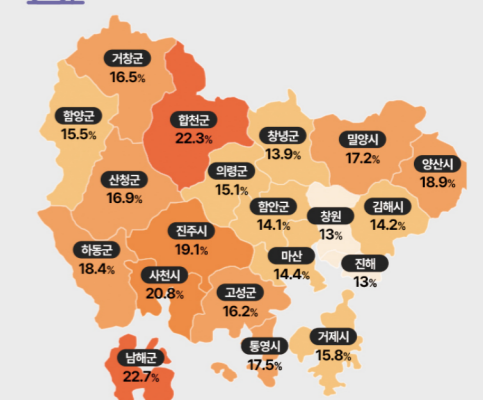 거창군
16.5%
함양군
15.5%
합천군
22.3%
창녕군
13.9%
밀양시
17.2%
양산시
18.9%
산청군
16.9%
의령군
15.1%
함안군
14.1%
창원
13%
김해시
14.2%
진주시
19.1%
하동군
18.4%
사천시
20.8%
마산
14.4%
진해
13%
고성군
16.2%
남해군
22.7%
통영시
17.5%
거제시
15.8%